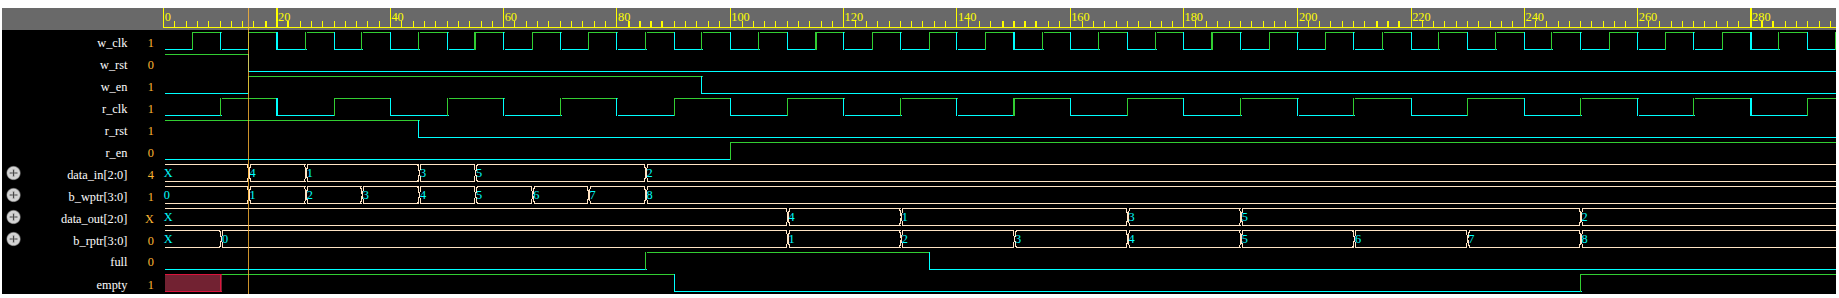 0 20 40 60 80 100 120 140 160 180 200 220 240 260 280
w_clk 1
w_rst 0
w_en 1
r_clk 1
r_rst 1
r_en 0
data_in[2:0] 4 X 4 1 3 5 2
b_wptr[3:0] 1 0 1 2 3 4 5 6 7 8
data_out[2:0] X X 4 1 3 5 2
b_rptr[3:0] 0 X 0 1 2 3 4 5 6 7 8
full 0
empty 1